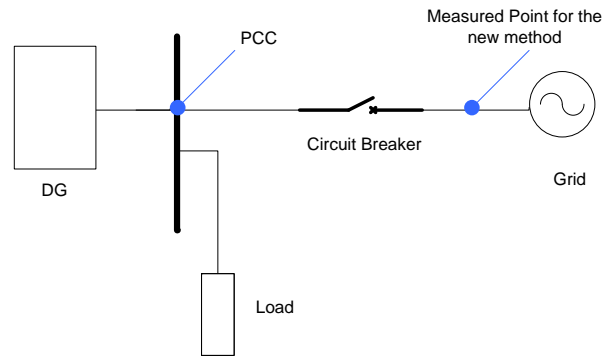 Measured Point for the
new method
PCC
Circuit Breaker
Grid
DG
Load